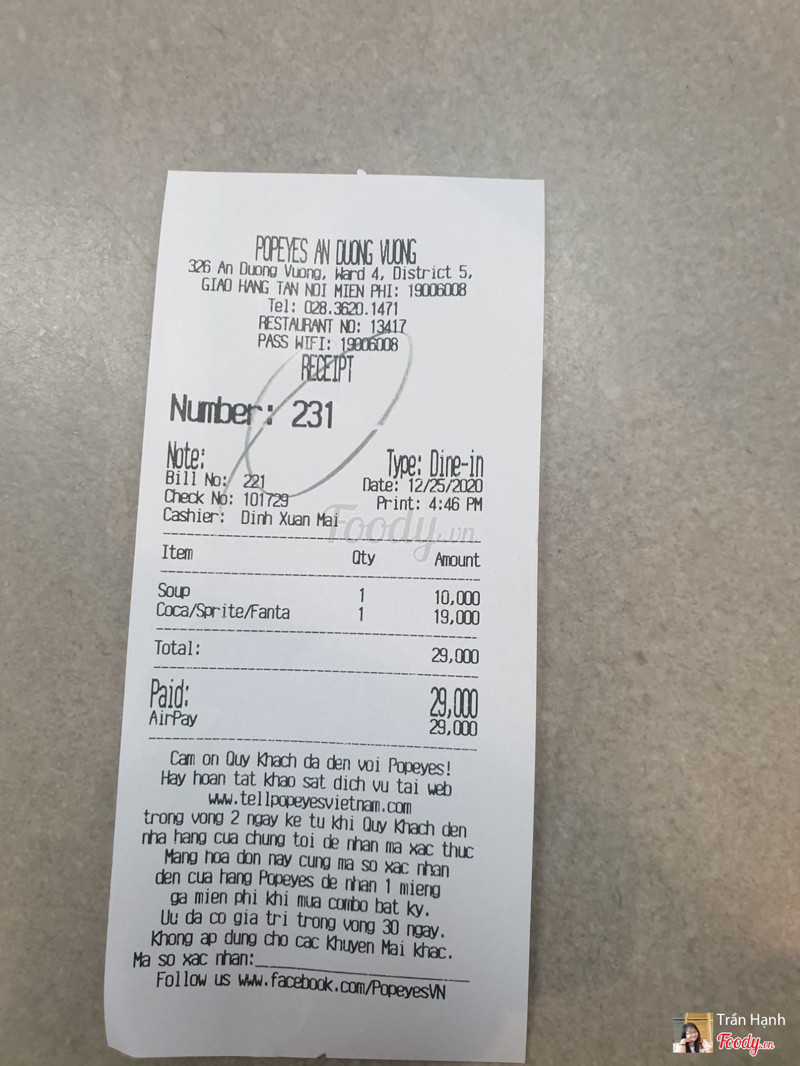 POPEYES AN DUONG VUONG
326 An Duong Vuong, Ward 4, District 5,
GIAO HANG TAN NOI MIEN PHI: 19006008
Tel: 028.3620.1471
RESTAURANT NO: 13417
PASS WIFI: 19006008
RECEIPT
Number: 231
Note: Type: Dine-in
Bill No: 221 Date: 12/25/2020
Check No: 101729 Print: 4:46 PM
Cashier: Dinh Xuan Mai
Foody.vn
Item Qty Amount
Soup 1 10,000
Coca/Sprite/Fanta 1 19,000
Total: 29,000
Paid: 29,000
AirPay 29,000
Cam on Quy Khach da den voi Popeyes!
Hay hoan tat khao sat dich vu tai web
www.tellpopeyesvietnam.com
trong vong 2 ngay ke tu khi Quy Khach den
nha hang cua chung toi de nhan ma xac thuc
Mang hoa don nay cung ma so xac nhan
den cua hang Popeyes de nhan 1 mieng
ga mien phi khi mua combo bat ky.
Uu da co gia tri trong vong 30 ngay.
Khong ap dung cho cac Khuyen Mai khac.
Ma so xac nhan:
Follow us www.facebook.com/PopeyesVN
Trần Hạnh
Foody.vn